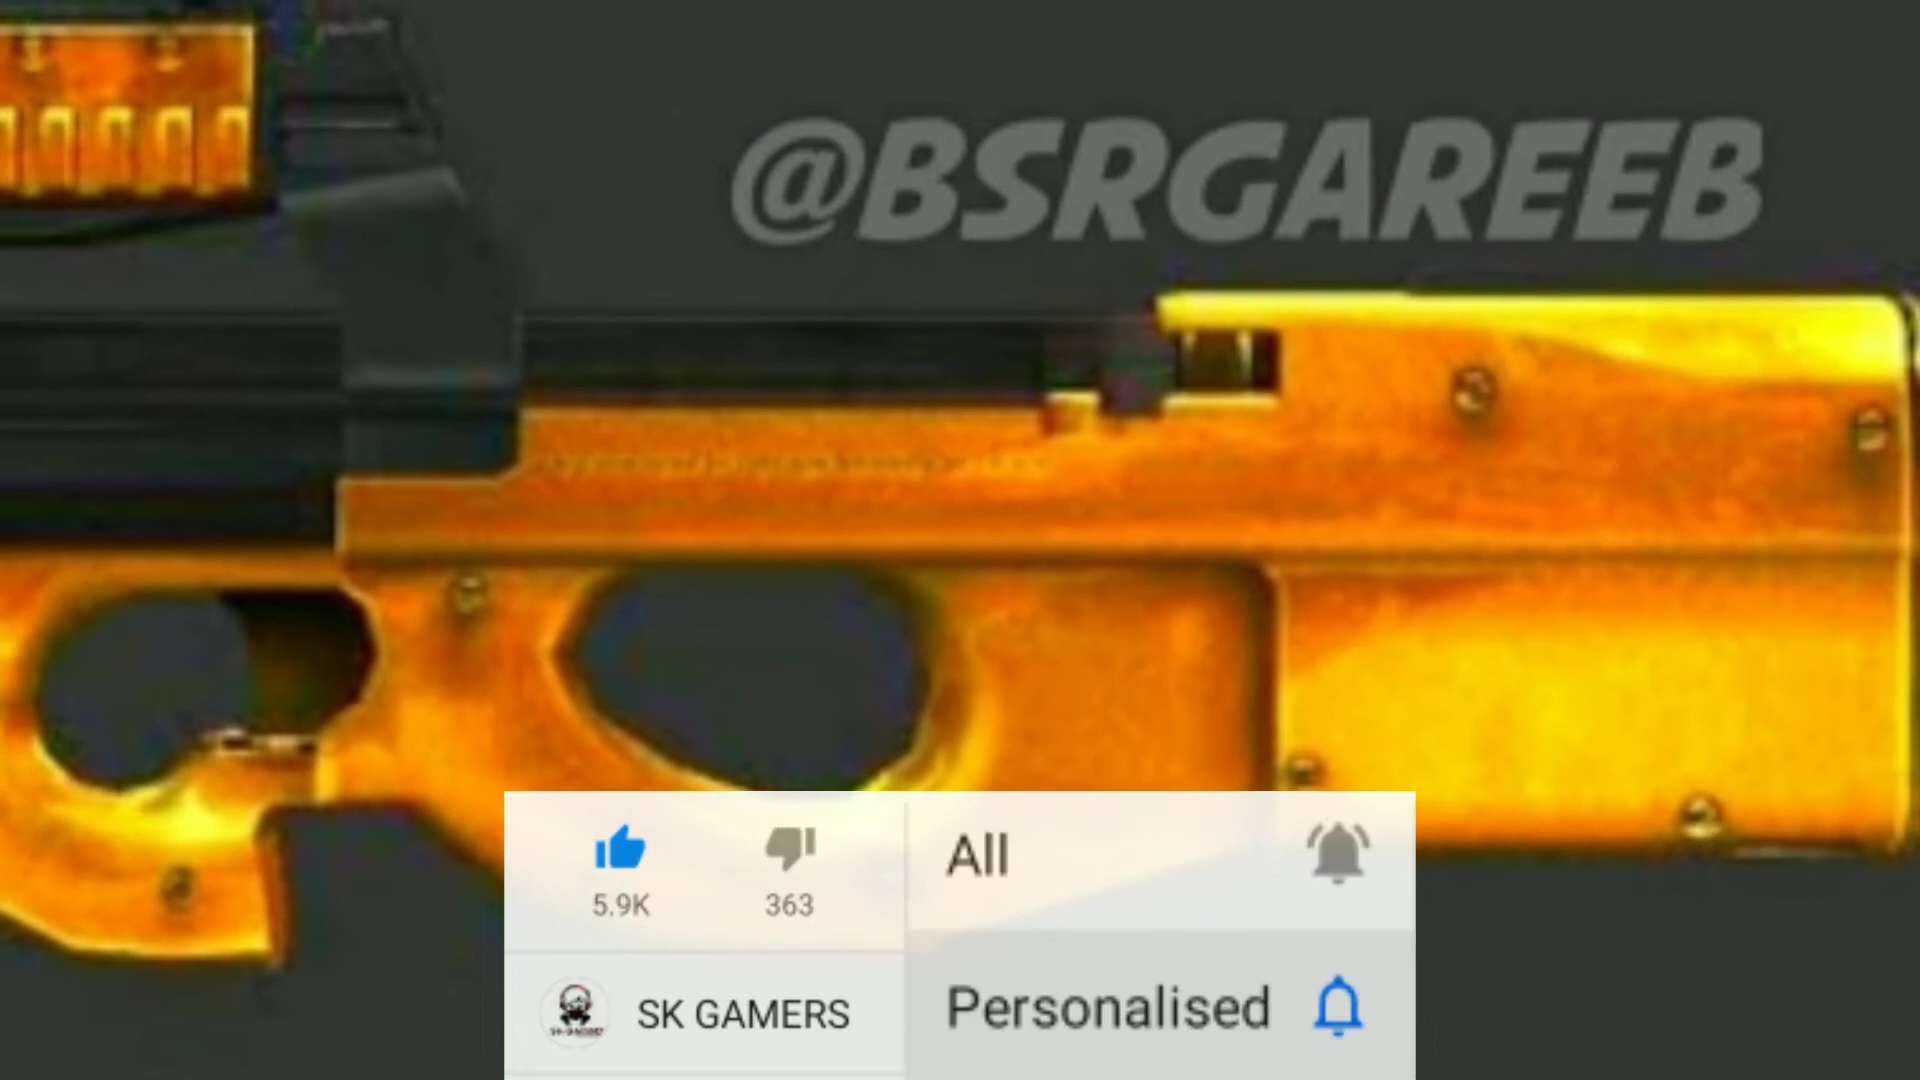 @BSRGAREEB
5.9K
363
All
SK GAMERS
Personalised